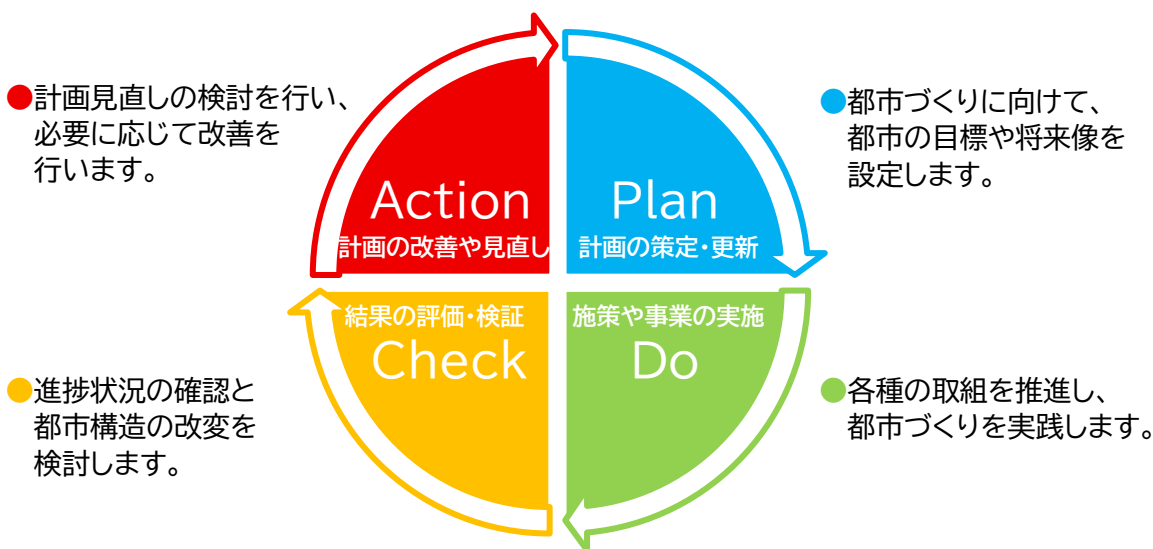 ●計画見直しの検討を行い、
必要に応じて改善を
行います。
●都市づくりに向けて、
都市の目標や将来像を
設定します。
Action
計画の改善や見直し
Plan
計画の策定・更新
結果の評価・検証
Check
施策や事業の実施
Do
●進捗状況の確認と
都市構造の改変を
検討します。
●各種の取組を推進し、
都市づくりを実践します。